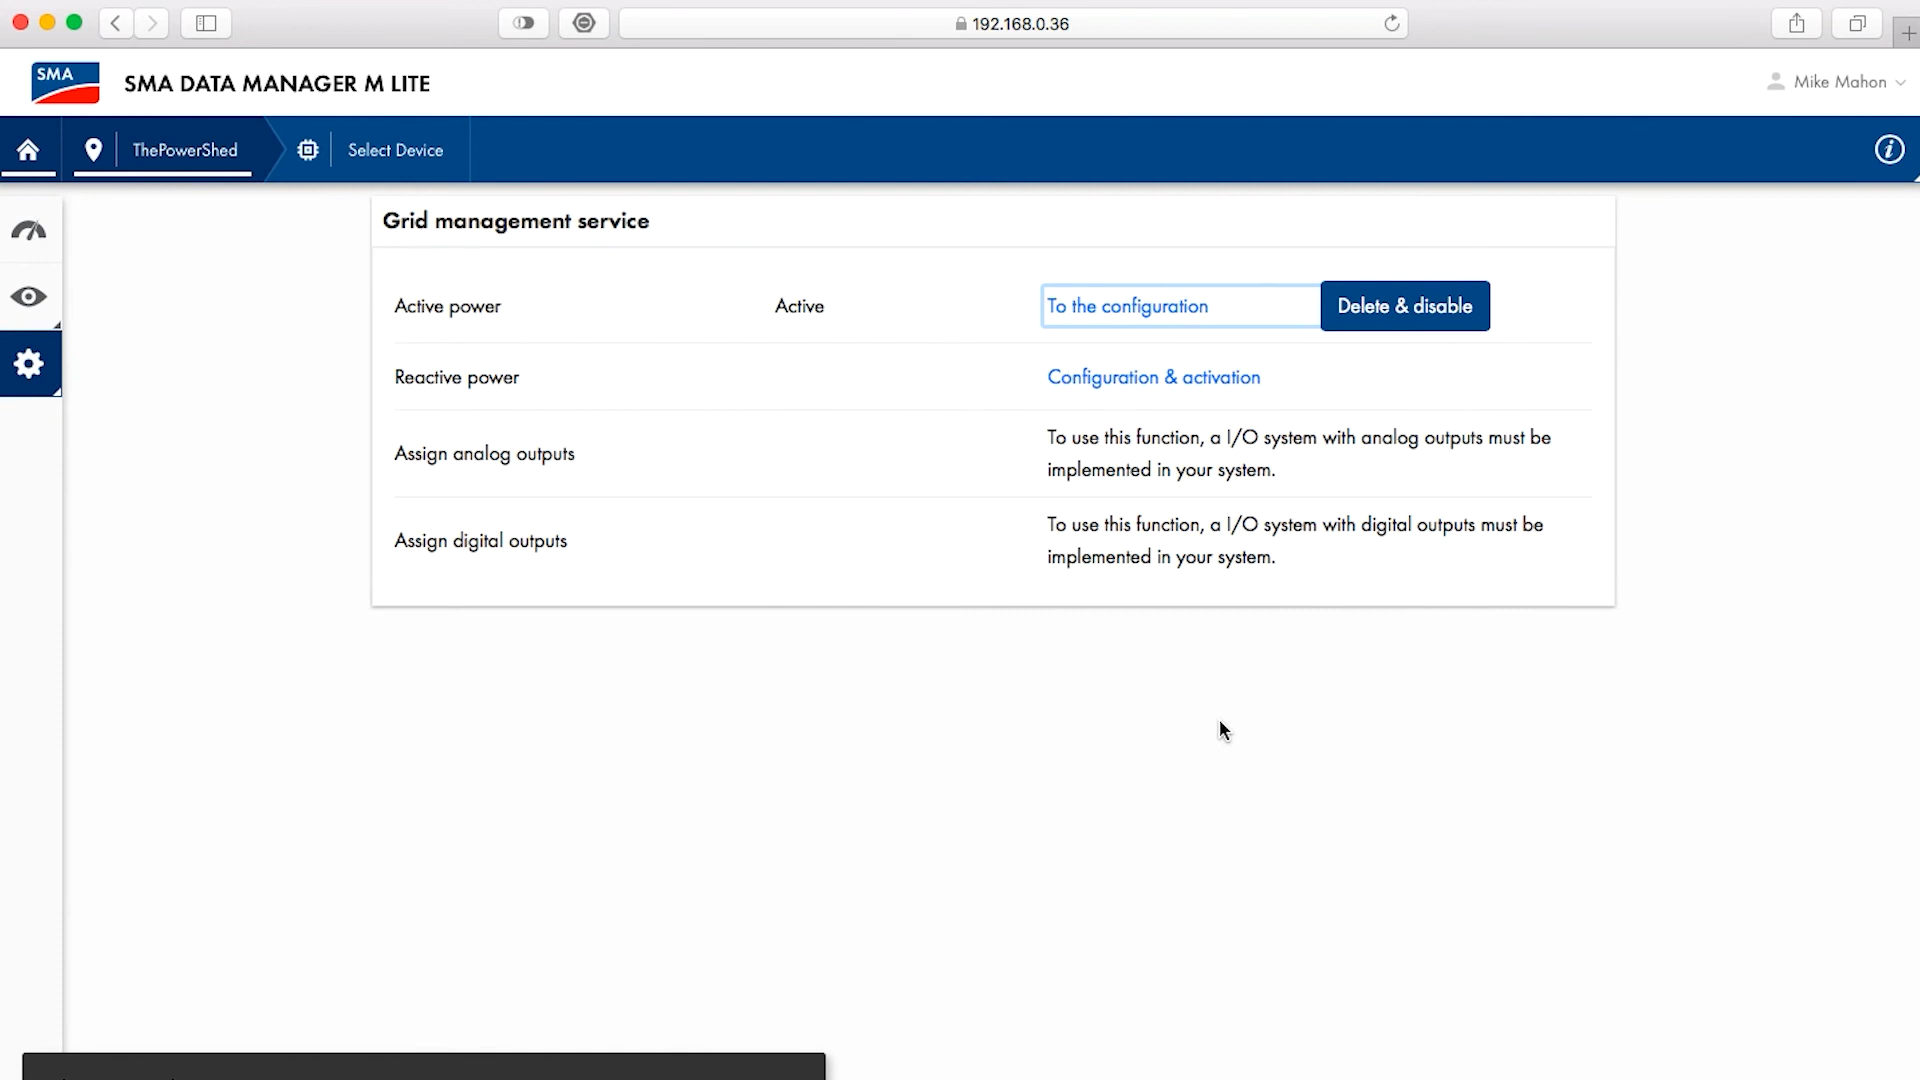 192.168.0.36
SMA
SMA DATA MANAGER M LITE
Mike Mahon
ThePowerShed
Select Device
Grid management service
Active power
Active
To the configuration
Delete & disable
Reactive power
Configuration & activation
Assign analog outputs
To use this function, a I/O system with analog outputs must be
implemented in your system.
Assign digital outputs
To use this function, a I/O system with digital outputs must be
implemented in your system.